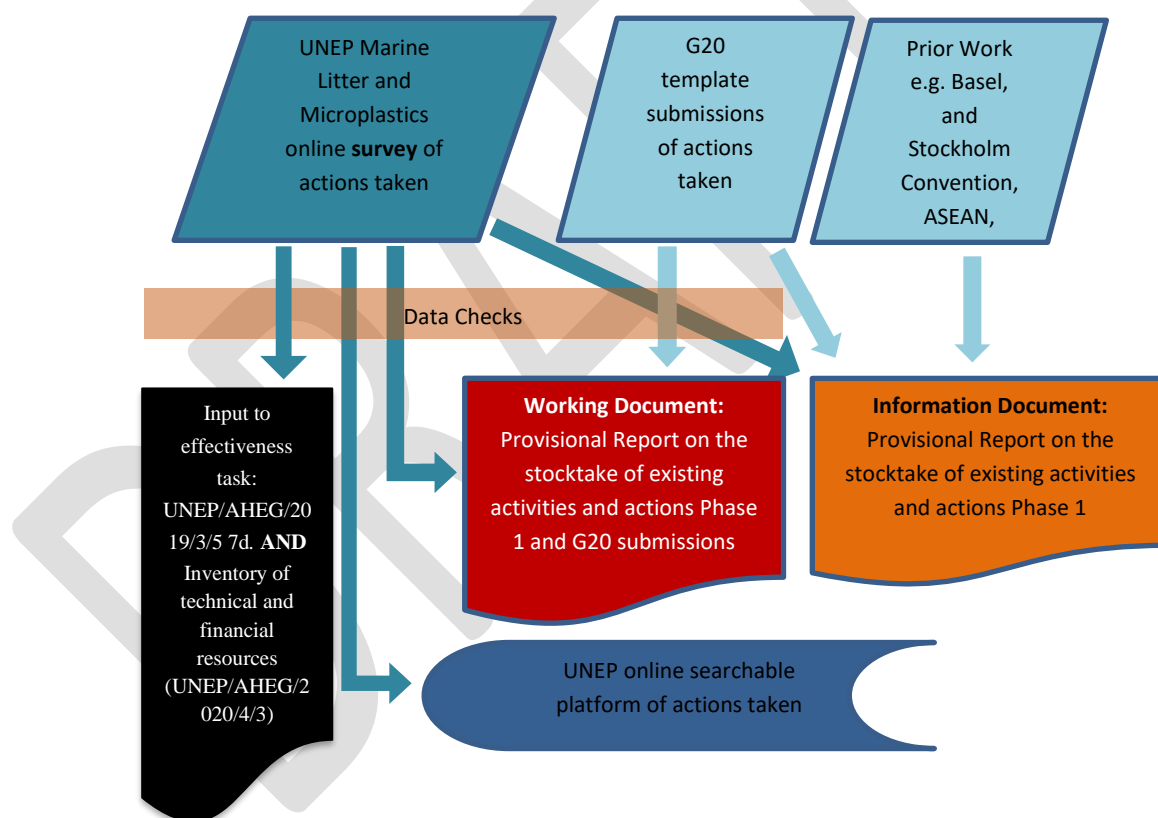 UNEP Marine
Litter and
Microplastics
online survey of
actions taken
G20
template
submissions
of actions
taken
Prior Work
e.g. Basel,
and
Stockholm
Convention,
ASEAN,
Data Checks
Input to
effectiveness
task:
UNEP/AHEG/20
19/3/5 7d. AND
Inventory of
technical and
financial
resources
(UNEP/AHEG/2
020/4/3)
Working Document:
Provisional Report on the
stocktake of existing
activities and actions Phase
1 and G20 submissions
Information Document:
Provisional Report on the
stocktake of existing activities
and actions Phase 1
UNEP online searchable
platform of actions taken
DRAFT